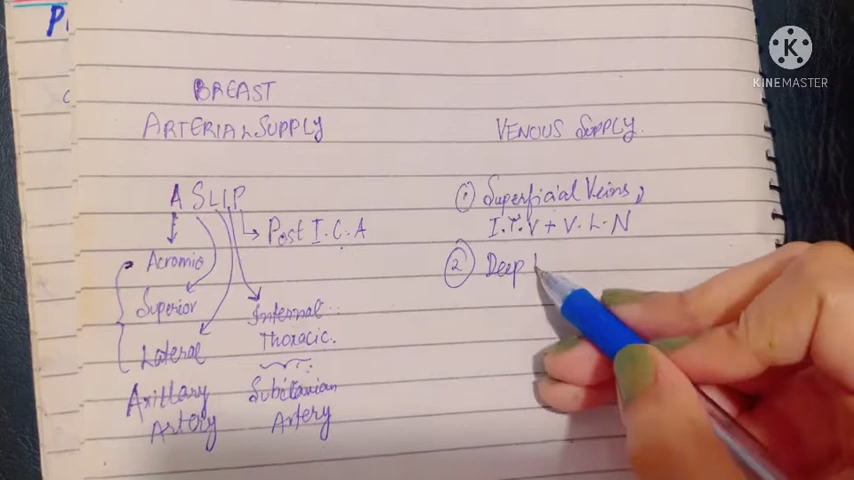 BREAST
ARTERIAL SUPPLY
A SLIP
Post I.C.A
Acromio
Superior
Lateral
Internal
Thoracic.
Axillary
Artery
Subclavian
Artery
VENOUS SUPPLY.
① Superficial Veins
I.T.V + V.L.N
② Deep
KINEMASTER